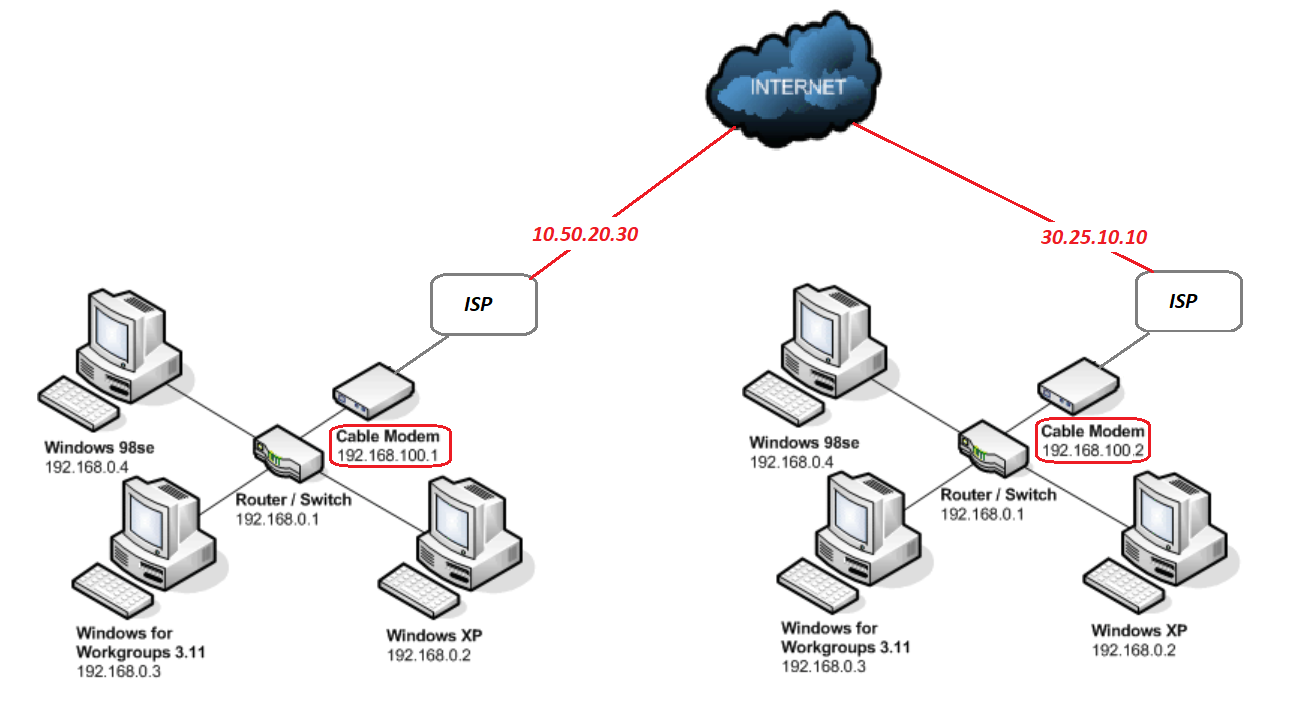 INTERNET
10.50.20.30
30.25.10.10
ISP
ISP
Cable Modem
192.168.100.1
Windows 98se
192.168.0.4
Router / Switch
192.168.0.1
Windows for
Workgroups 3.11
192.168.0.3
Windows XP
192.168.0.2
Cable Modem
192.168.100.2
Windows 98se
192.168.0.4
Router / Switch
192.168.0.1
Windows for
Workgroups 3.11
192.168.0.3
Windows XP
192.168.0.2